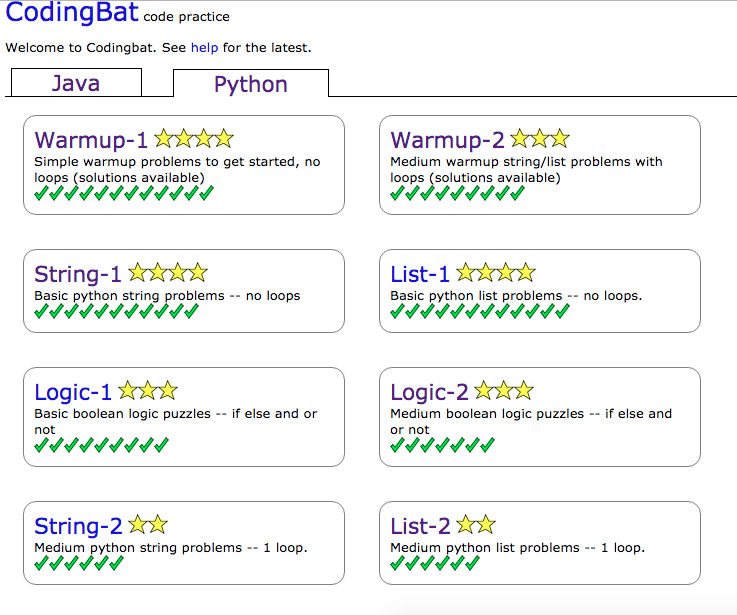 CodingBat code practice
Welcome to Codingbat. See help for the latest.
Java
Python
Warmup-1
Simple warmup problems to get started, no
loops (solutions available)
Warmup-2
Medium warmup string/list problems with
loops (solutions available)
String-1
Basic python string problems -- no loops
List-1
Basic python list problems -- no loops.
Logic-1
Basic boolean logic puzzles -- if else and or
not
Logic-2
Medium boolean logic puzzles -- if else and
or not
String-2
Medium python string problems -- 1 loop.
List-2
Medium python list problems -- 1 loop.